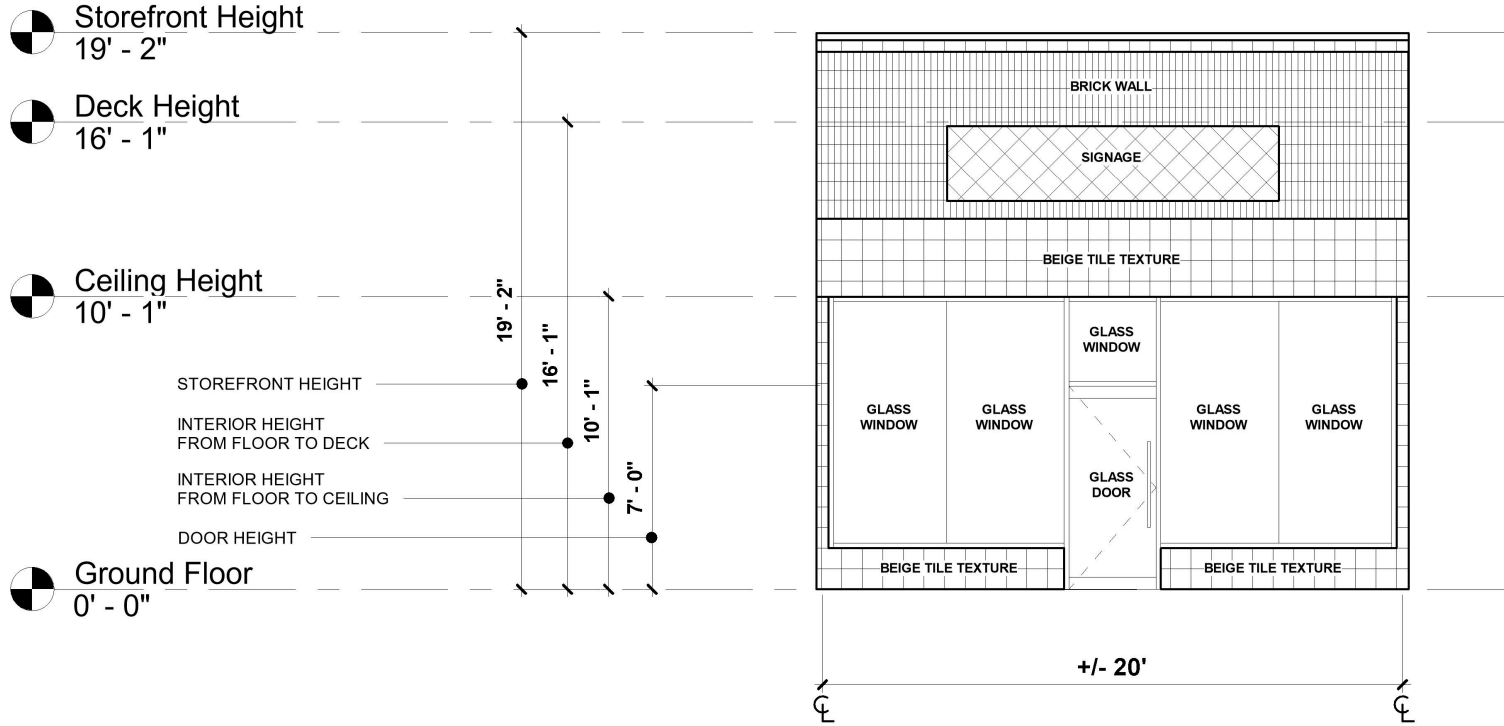 Storefront Height
19' - 2"
Deck Height
16' - 1"
Ceiling Height
10' - 1"
19' - 2"
16' - 1"
10' - 1"
7' - 0"
STOREFRONT HEIGHT
INTERIOR HEIGHT
FROM FLOOR TO DECK
INTERIOR HEIGHT
FROM FLOOR TO CEILING
DOOR HEIGHT
Ground Floor
0' - 0"
BRICK WALL
SIGNAGE
BEIGE TILE TEXTURE
GLASS
WINDOW
GLASS
WINDOW
GLASS
WINDOW
GLASS
WINDOW
GLASS
WINDOW
GLASS
DOOR
BEIGE TILE TEXTURE
BEIGE TILE TEXTURE
+/- 20'
℄
℄